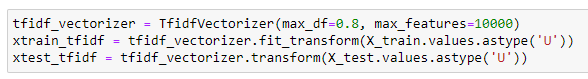 tfidf_vectorizer = TfidfVectorizer(max_df=0.8, max_features=10000)
xtrain_tfidf = tfidf_vectorizer.fit_transform(X_train.values.astype('U'))
xtest_tfidf = tfidf_vectorizer.transform(X_test.values.astype('U'))